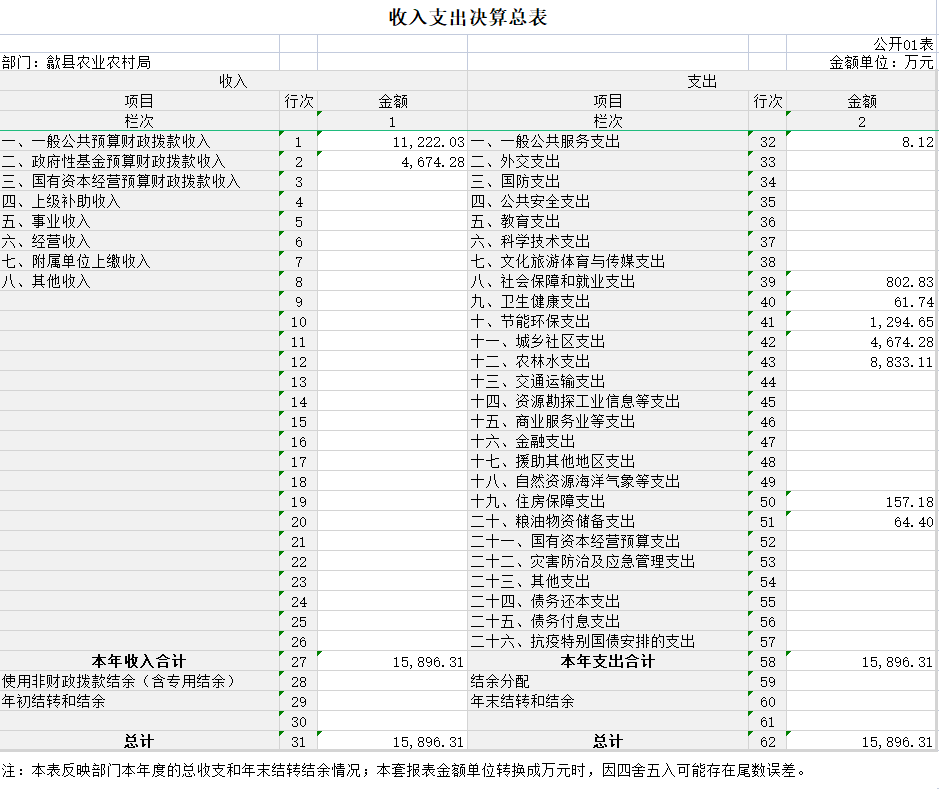 收入支出决算总表
公开01表
部门：歙县农业农村局 金额单位：万元
收入 支出
项目 行次 金额 项目 行次 金额
栏次 1 栏次 2
一、一般公共预算财政拨款收入 1 11,222.03 一、一般公共服务支出 32 8.12
二、政府性基金预算财政拨款收入 2 4,674.28 二、外交支出 33
三、国有资本经营预算财政拨款收入 3 三、国防支出 34
四、上级补助收入 4 四、公共安全支出 35
五、事业收入 5 五、教育支出 36
六、经营收入 6 六、科学技术支出 37
七、附属单位上缴收入 7 七、文化旅游体育与传媒支出 38
八、其他收入 8 八、社会保障和就业支出 39 802.83
9 九、卫生健康支出 40 61.74
10 十、节能环保支出 41 1,294.65
11 十一、城乡社区支出 42 4,674.28
12 十二、农林水支出 43 8,833.11
13 十三、交通运输支出 44
14 十四、资源勘探工业信息等支出 45
15 十五、商业服务业等支出 46
16 十六、金融支出 47
17 十七、援助其他地区支出 48
18 十八、自然资源海洋气象等支出 49
19 十九、住房保障支出 50 157.18
20 二十、粮油物资储备支出 51 64.40
21 二十一、国有资本经营预算支出 52
22 二十二、灾害防治及应急管理支出 53
23 二十三、其他支出 54
24 二十四、债务还本支出 55
25 二十五、债务付息支出 56
26 二十六、抗疫特别国债安排的支出 57
本年收入合计 27 15,896.31 本年支出合计 58 15,896.31
使用非财政拨款结余（含专用结余） 28 结余分配 59
年初结转和结余 29 年末结转和结余 60
30 61
总计 31 15,896.31 总计 62 15,896.31
注：本表反映部门本年度的总收支和年末结转结余情况；本套报表金额单位转换成万元时，因四舍五入可能存在尾数误差。